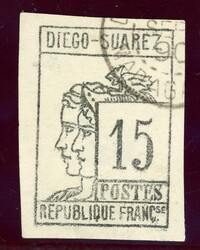 DIEGO-SUAREZ
15
POSTES
REPUBLIQUE FRANÇSE